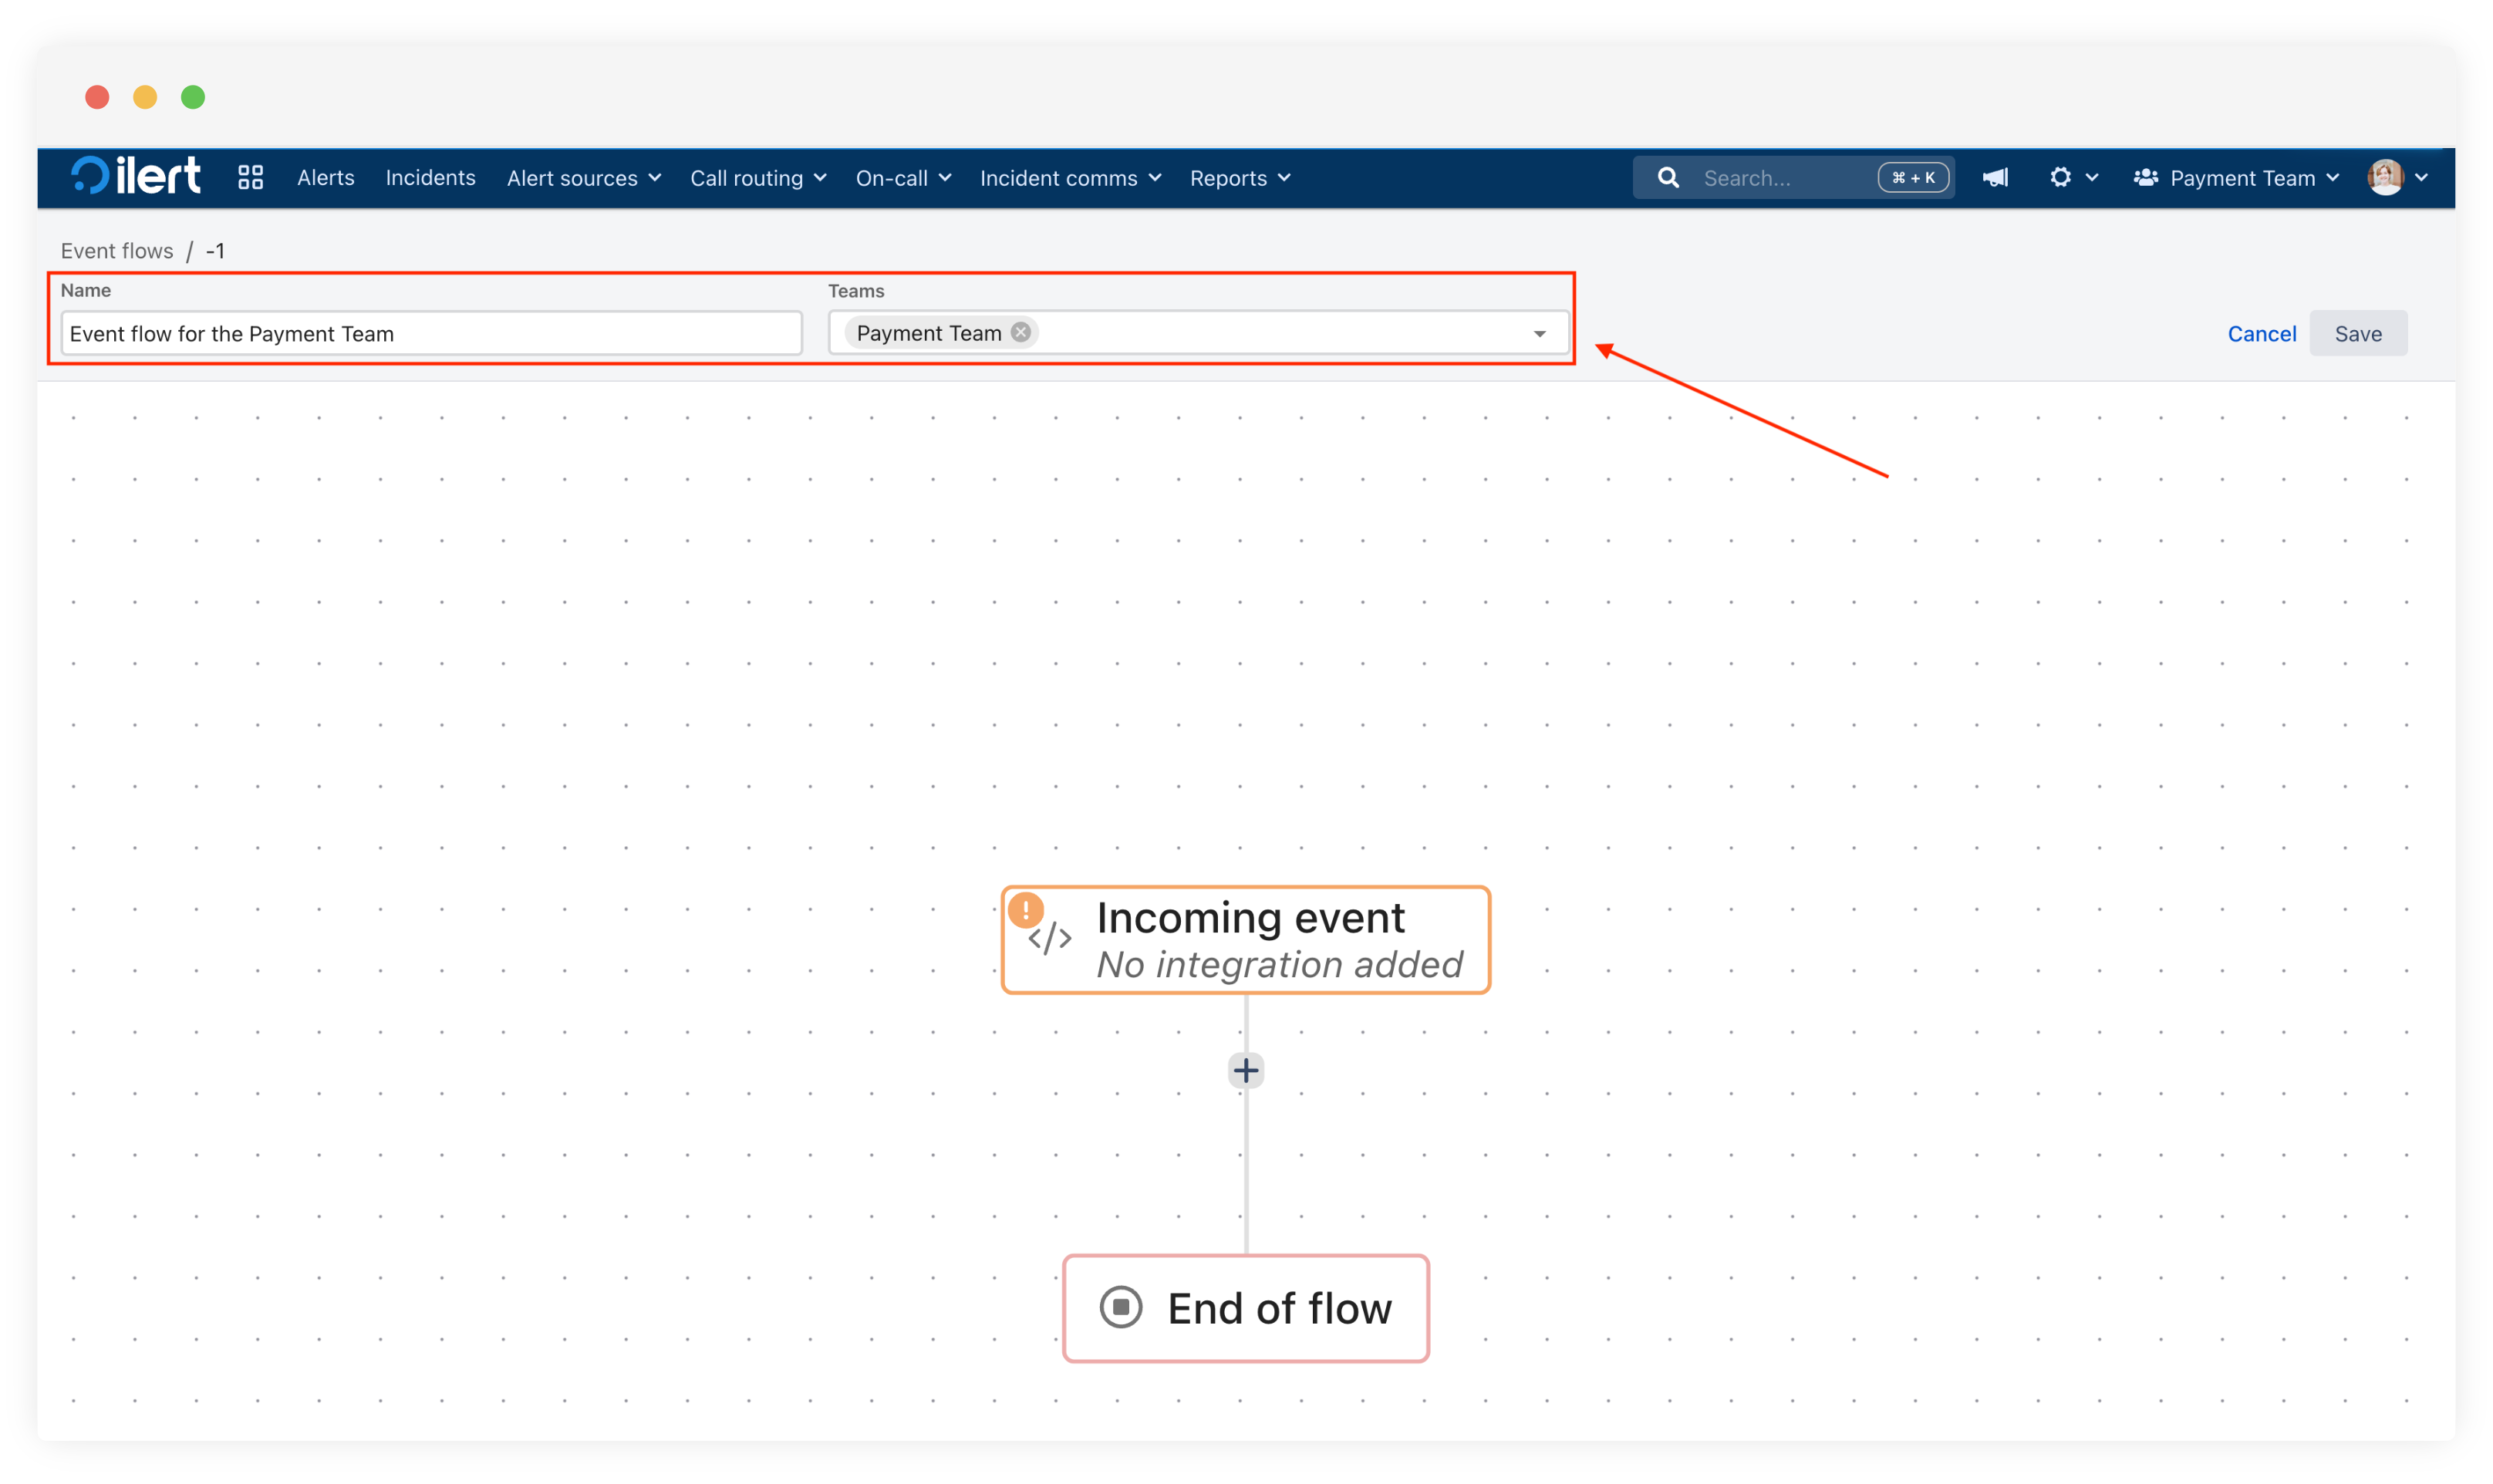 ilert Alerts Incidents Alert sources Call routing On-call Incident comms Reports Search... ⌘ + K Payment Team
Event flows / -1
Name Teams
Event flow for the Payment Team Payment Team Cancel Save
! </> Incoming event
No integration added
+
End of flow